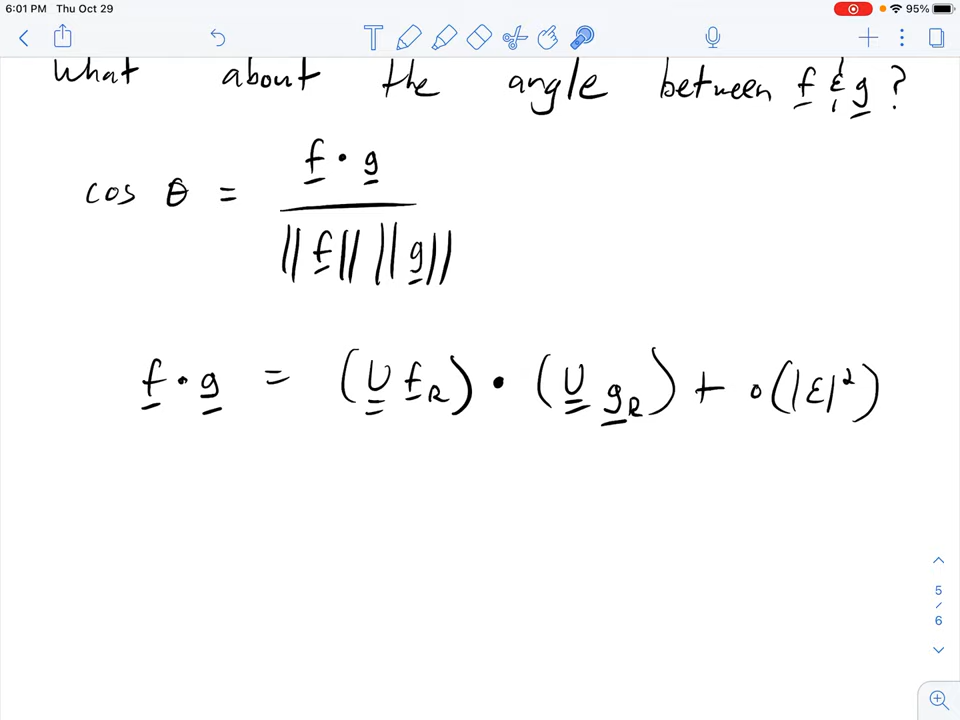 6:01 PM Thu Oct 29 95%
What about the angle between f & g ?
cos θ = f · g / ||f|| ||g||
f · g = (U f_R) · (U g_R) + o(|ε|²)
5
/
6